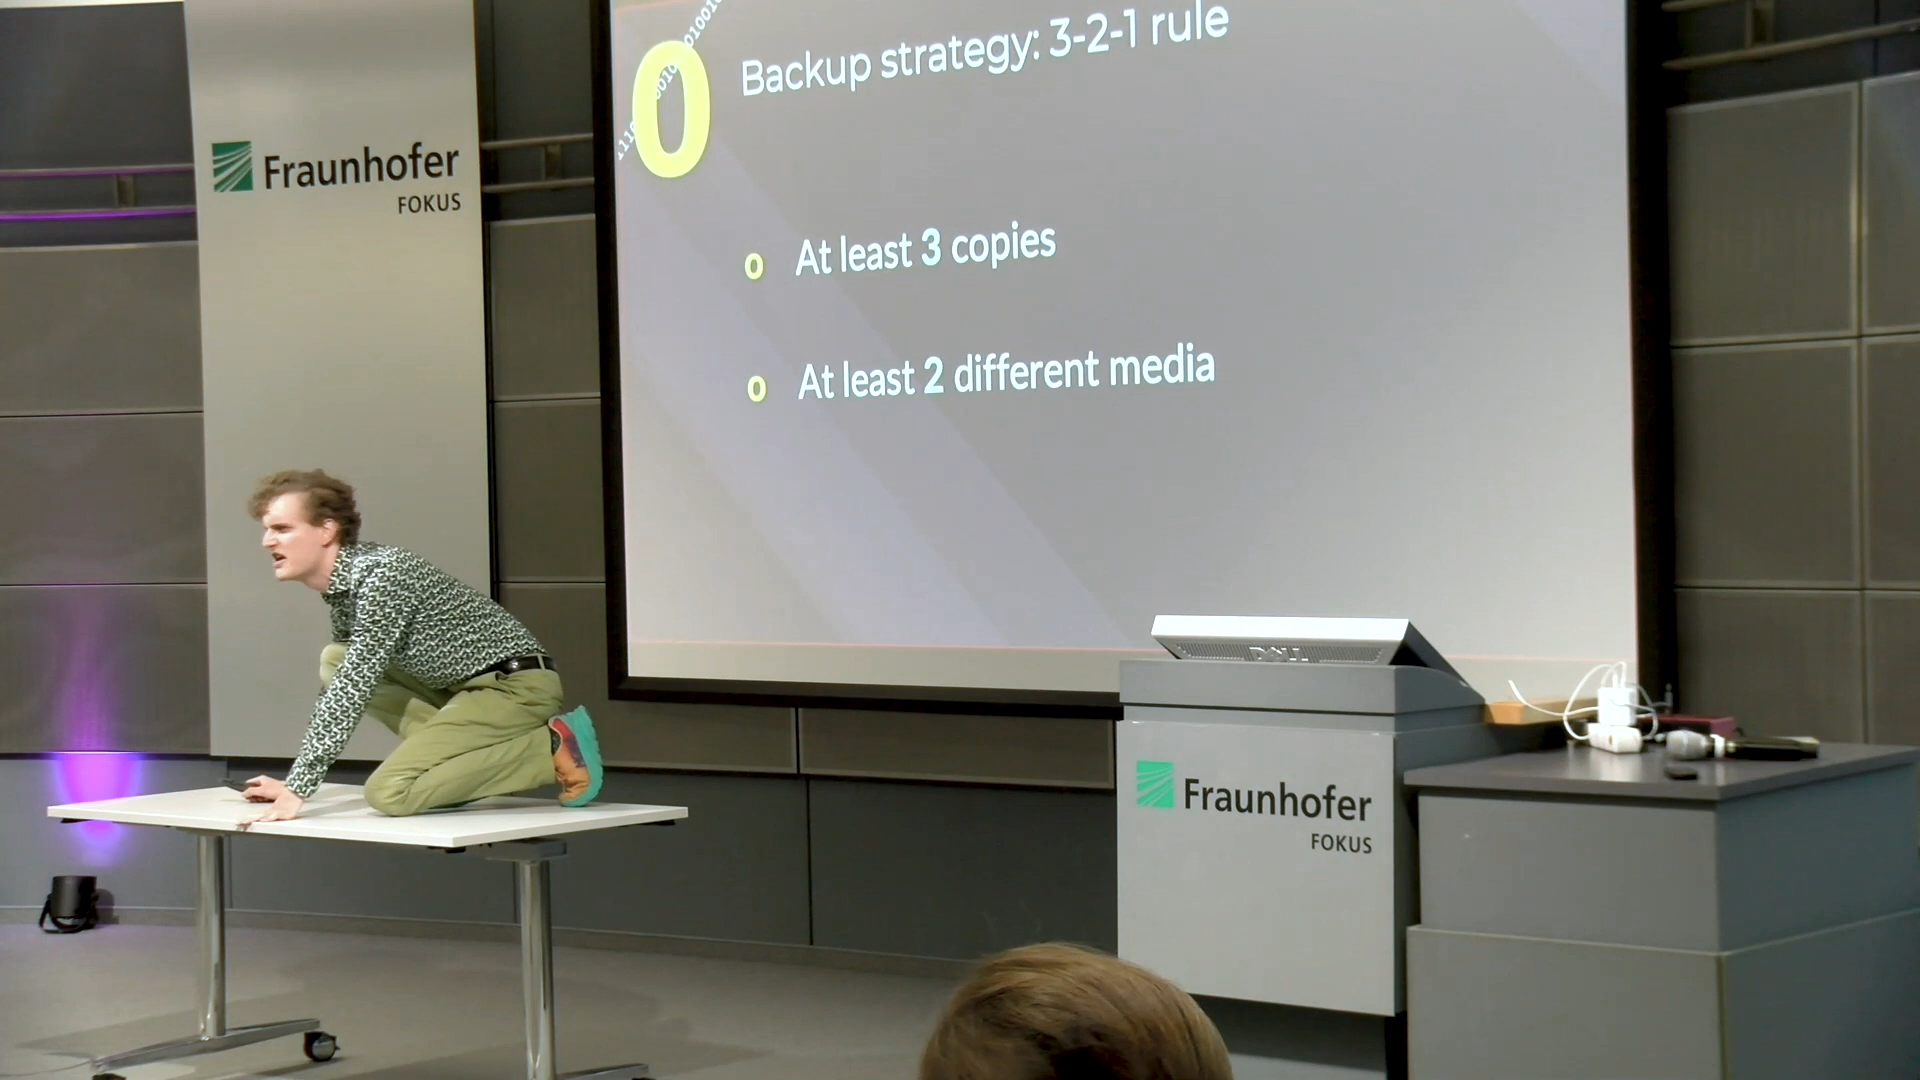 Backup strategy: 3-2-1 rule
o At least 3 copies
o At least 2 different media
Fraunhofer
FOKUS
DELL
Fraunhofer
FOKUS